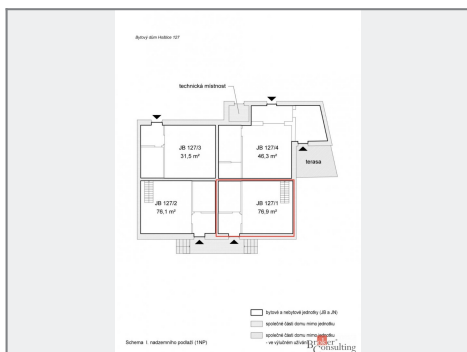 Bytový dům Hoštice 127
technická místnost
JB 127/3
31,5 m²
JB 127/4
46,3 m²
terasa
JB 127/2
76,1 m²
JB 127/1
76,9 m²
bytové a nebytové jednotky (JB a JN)
společné části domu mimo jednotku
společné části domu mimo jednotku
- ve výlučném užívání
Schema I. nadzemního podlaží (1NP)
Consulting